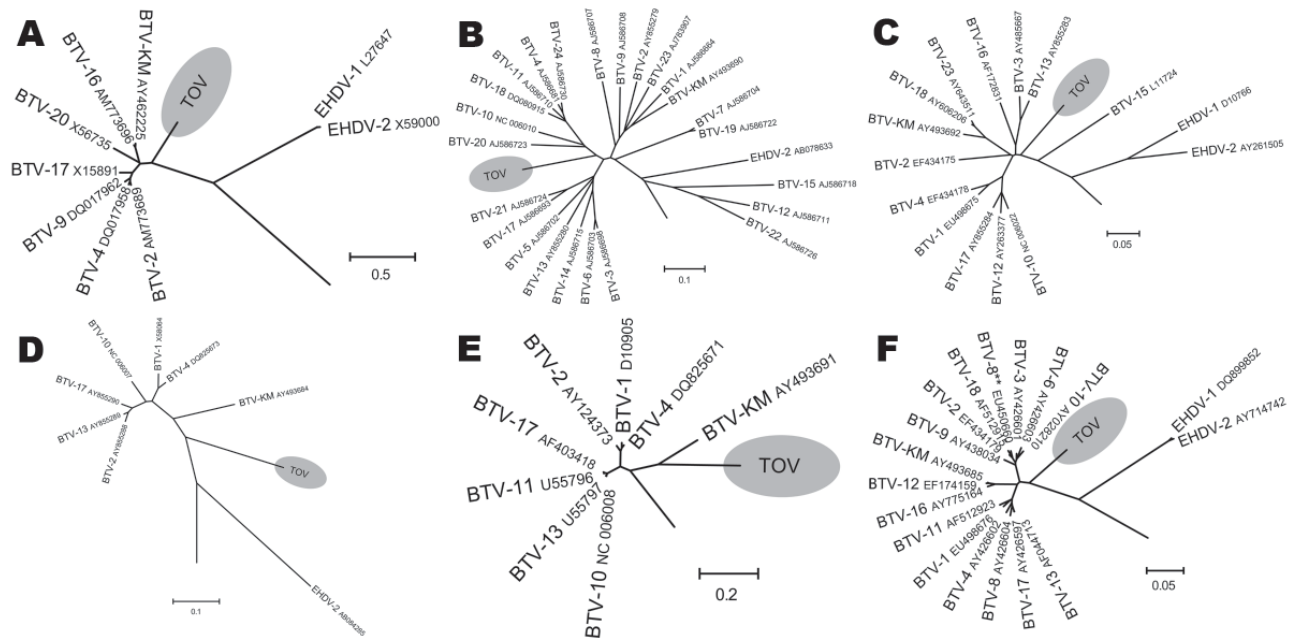 A
BTV-KM AY462225
BTV-16 AM773696
BTV-20 X56735
BTV-17 X15891
BTV-9 DQ017962
BTV-4 DQ017958
BTV-2 AM773689
TOV
EHDV-1 L27647
EHDV-2 X59000
0.5
B
BTV-24 AJ586730
BTV-4 AJ586681
BTV-11 AJ586710
BTV-18 DQ080915
BTV-10 NC 006010
BTV-20 AJ586723
TOV
BTV-21 AJ586724
BTV-17 AJ586693
BTV-5 AJ586702
BTV-13 AY855280
BTV-14 AJ586715
BTV-6 AJ586703
BTV-3 AJ586698
BTV-8 AJ586707
BTV-9 AJ586708
BTV-2 AY855279
BTV-23 AJ783907
BTV-1 AJ586664
BTV-KM AY493690
BTV-7 AJ586704
BTV-19 AJ586722
EHDV-2 AB078633
BTV-15 AJ586718
BTV-12 AJ586711
BTV-22 AJ586726
0.1
C
BTV-13 AY855283
BTV-3 AY485667
BTV-16 AF172831
BTV-23 AY643511
BTV-18 AY606206
BTV-KM AY493692
BTV-2 EF434175
BTV-4 EF434178
BTV-1 EU498675
BTV-17 AY855284
BTV-12 AY263377
BTV-10 NC 006022
TOV
BTV-15 L11724
EHDV-1 D10766
EHDV-2 AY261505
0.05
D
BTV-10 NC 006007
BTV-1 X58064
BTV-4 DQ825673
BTV-17 AY855290
BTV-13 AY855289
BTV-2 AY855288
BTV-KM AY493684
TOV
EHDV-2 AB084285
0.1
E
BTV-1 D10905
BTV-2 AY124373
BTV-17 AF403418
BTV-11 U55796
BTV-13 U55797
BTV-10 NC 006008
BTV-4 DQ825671
BTV-KM AY493691
TOV
0.2
F
BTV-10 AY028210
BTV-6 AY426603
BTV-3 AY426601
BTV-8** EU450660
BTV-18
BTV-2 EF434179
BTV-9 AY438034
BTV-KM AY493685
BTV-12 EF174159
BTV-16 AY775164
BTV-11 AF512923
BTV-1 EU498676
BTV-4 AY426602
BTV-8 AY426604
BTV-17 AY426597
BTV-13 AF044713
TOV
EHDV-1 DQ899852
EHDV-2 AY714742
0.05